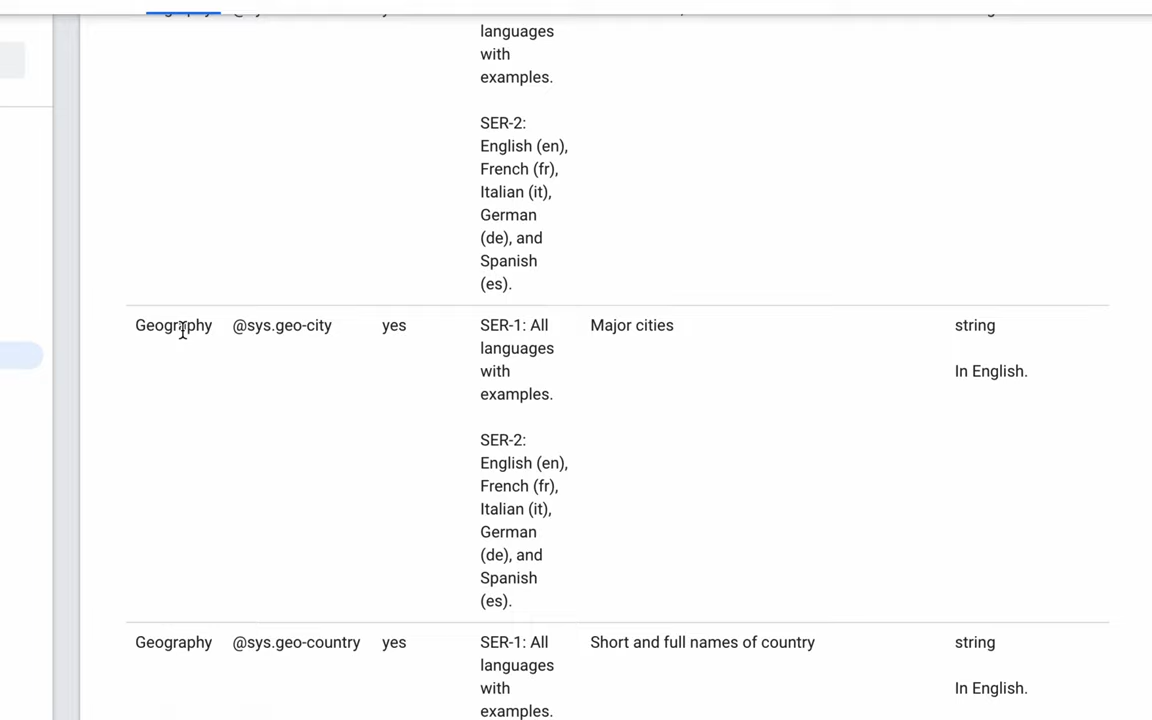 languages
with
examples.
SER-2:
English (en),
French (fr),
Italian (it),
German
(de), and
Spanish
(es).
Geography @sys.geo-city yes SER-1: All Major cities string
languages
with In English.
examples.
SER-2:
English (en),
French (fr),
Italian (it),
German
(de), and
Spanish
(es).
Geography @sys.geo-country yes SER-1: All Short and full names of country string
languages
with In English.
examples.